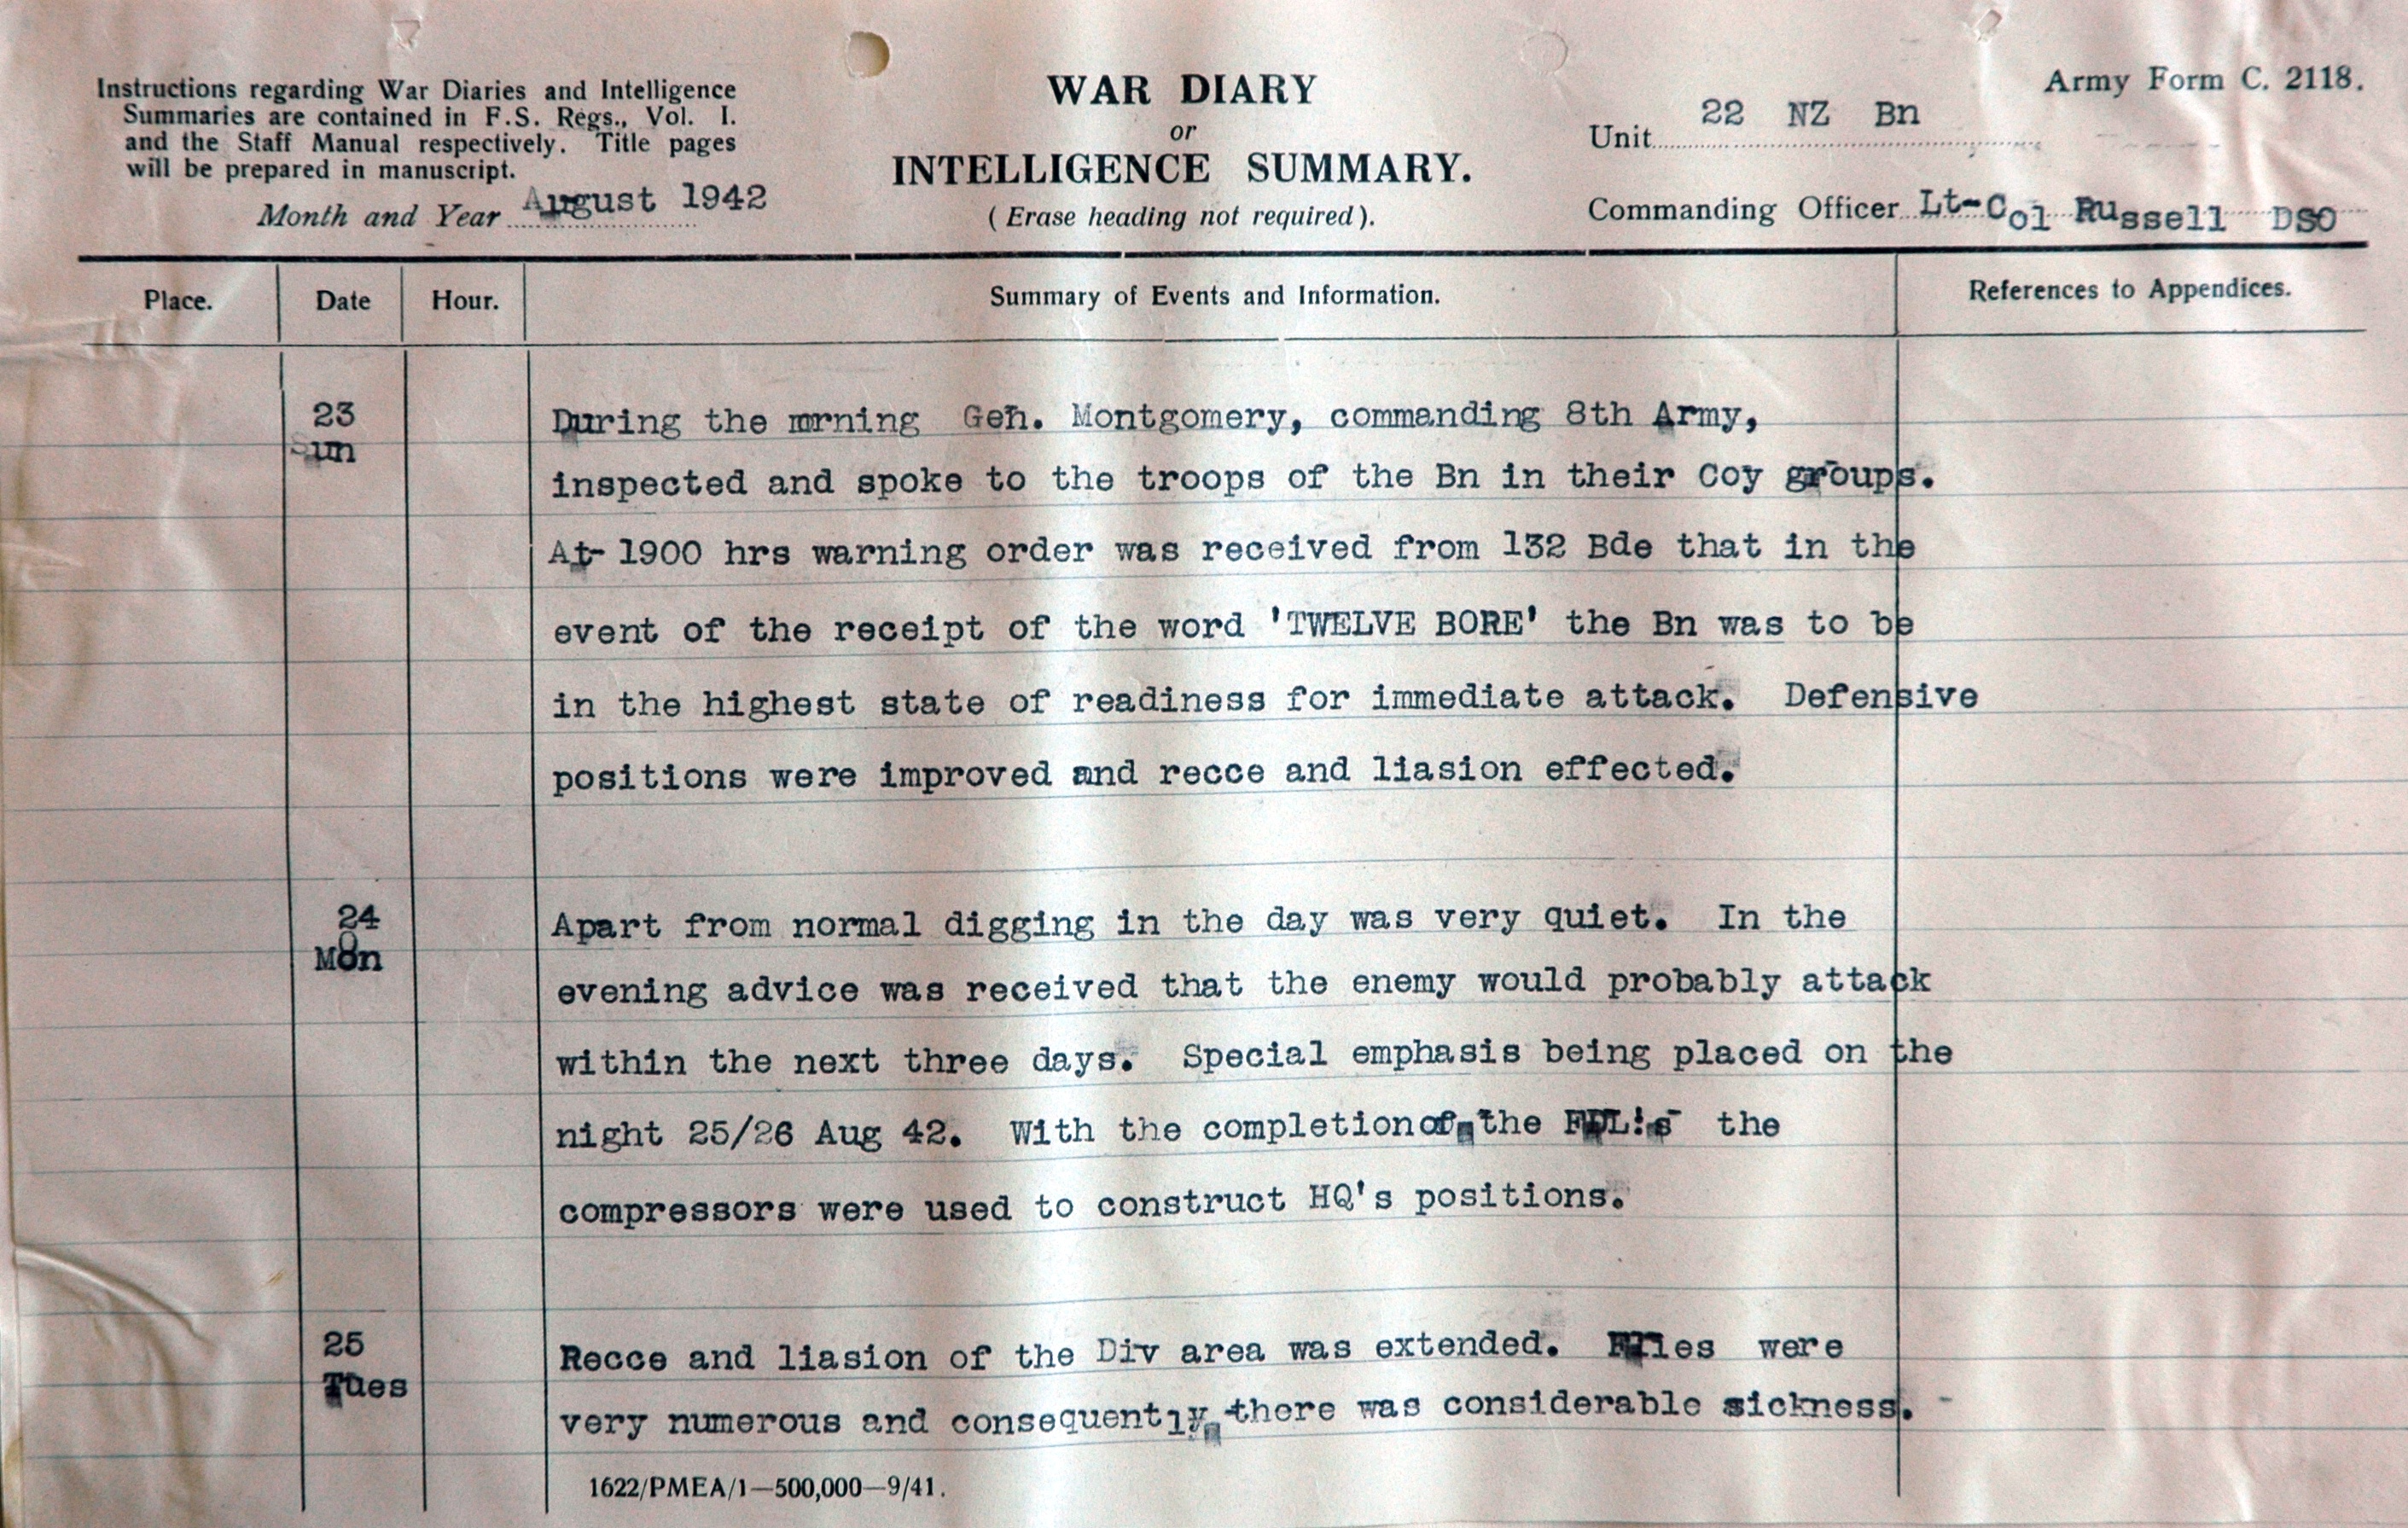 Instructions regarding War Diaries and Intelligence
Summaries are contained in F.S. Regs., Vol. I.
and the Staff Manual respectively. Title pages
will be prepared in manuscript.
Month and Year August 1942
WAR DIARY
or
INTELLIGENCE SUMMARY.
(Erase heading not required).
Army Form C. 2118.
Unit 22 NZ Bn
Commanding Officer Lt-Col Russell DSO
Place. Date Hour. Summary of Events and Information. References to Appendices.
23 During the mrning Gen. Montgomery, commanding 8th Army,
Sun
inspected and spoke to the troops of the Bn in their Coy groups.
At 1900 hrs warning order was received from 132 Bde that in the
event of the receipt of the word 'TWELVE BORE' the Bn was to be
in the highest state of readiness for immediate attack. Defensive
positions were improved and recce and liasion effected.
24 Apart from normal digging in the day was very quiet. In the
Mon
evening advice was received that the enemy would probably attack
within the next three days. Special emphasis being placed on the
night 25/26 Aug 42. With the completion of the FDL's the
compressors were used to construct HQ's positions.
25 Recce and liasion of the Div area was extended. Flies were
Tues
very numerous and consequently there was considerable sickness.
1622/PMEA/1—500,000—9/41.